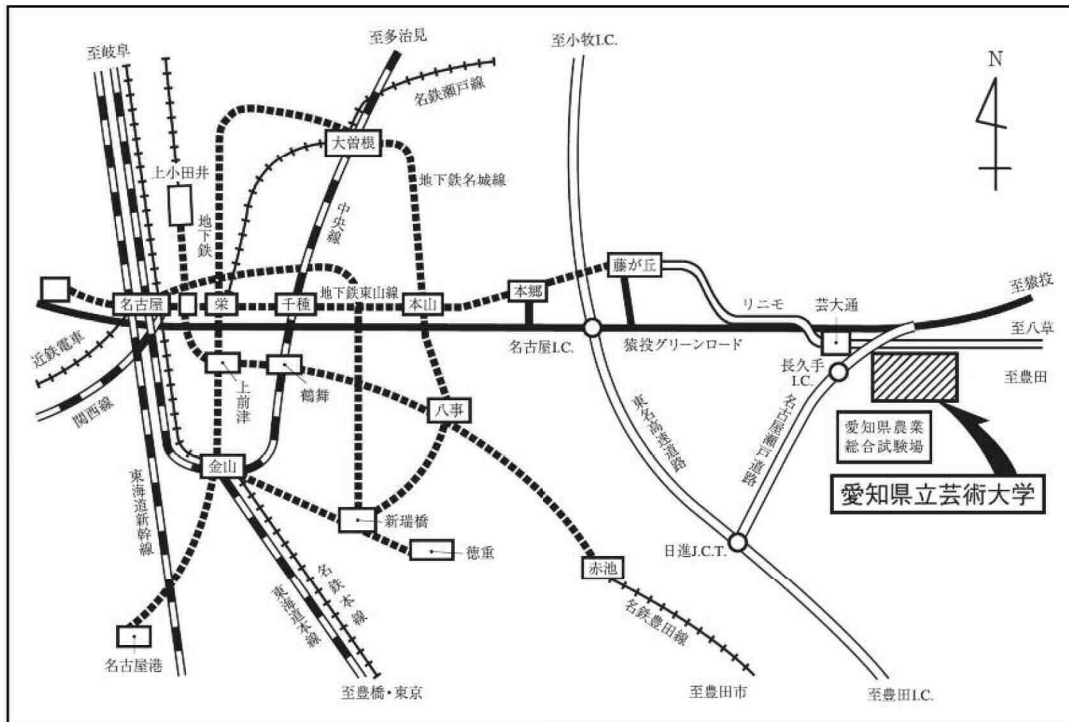 至岐阜
至多治見
至小牧I.C.
N
名鉄瀬戸線
大曽根
上小田井
地下鉄名城線
地下鉄
中央線
藤が丘
至猿投
名古屋
栄
千種
地下鉄東山線
本山
本郷
リニモ
芸大通
至八草
近鉄電車
名古屋I.C.
猿投グリーンロード
長久手
I.C.
至豊田
関西線
上前津
鶴舞
八事
東名高速道路
名古屋瀬戸道路
愛知県農業
総合試験場
金山
愛知県立芸術大学
東海道新幹線
新瑞橋
徳重
日進J.C.T.
赤池
名鉄本線
東海道本線
名鉄豊田線
名古屋港
至豊橋・東京
至豊田市
至豊田I.C.